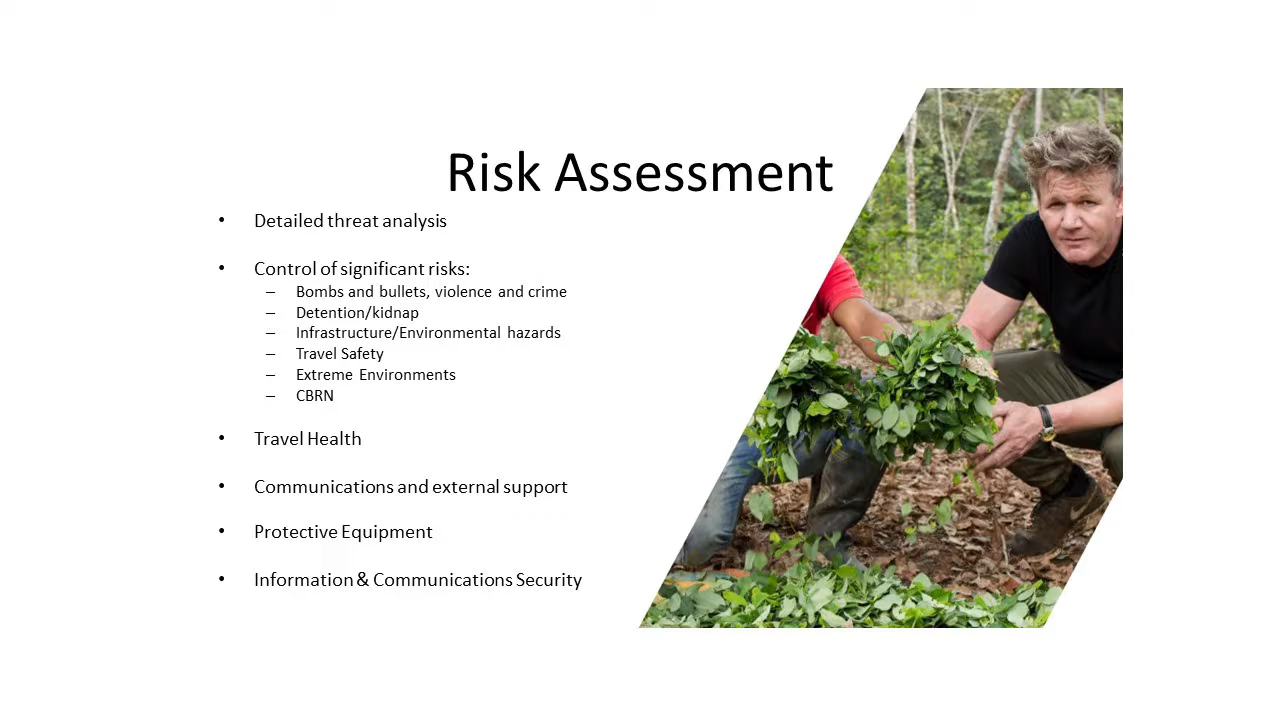 Risk Assessment
• Detailed threat analysis
• Control of significant risks:
– Bombs and bullets, violence and crime
– Detention/kidnap
– Infrastructure/Environmental hazards
– Travel Safety
– Extreme Environments
– CBRN
• Travel Health
• Communications and external support
• Protective Equipment
• Information & Communications Security